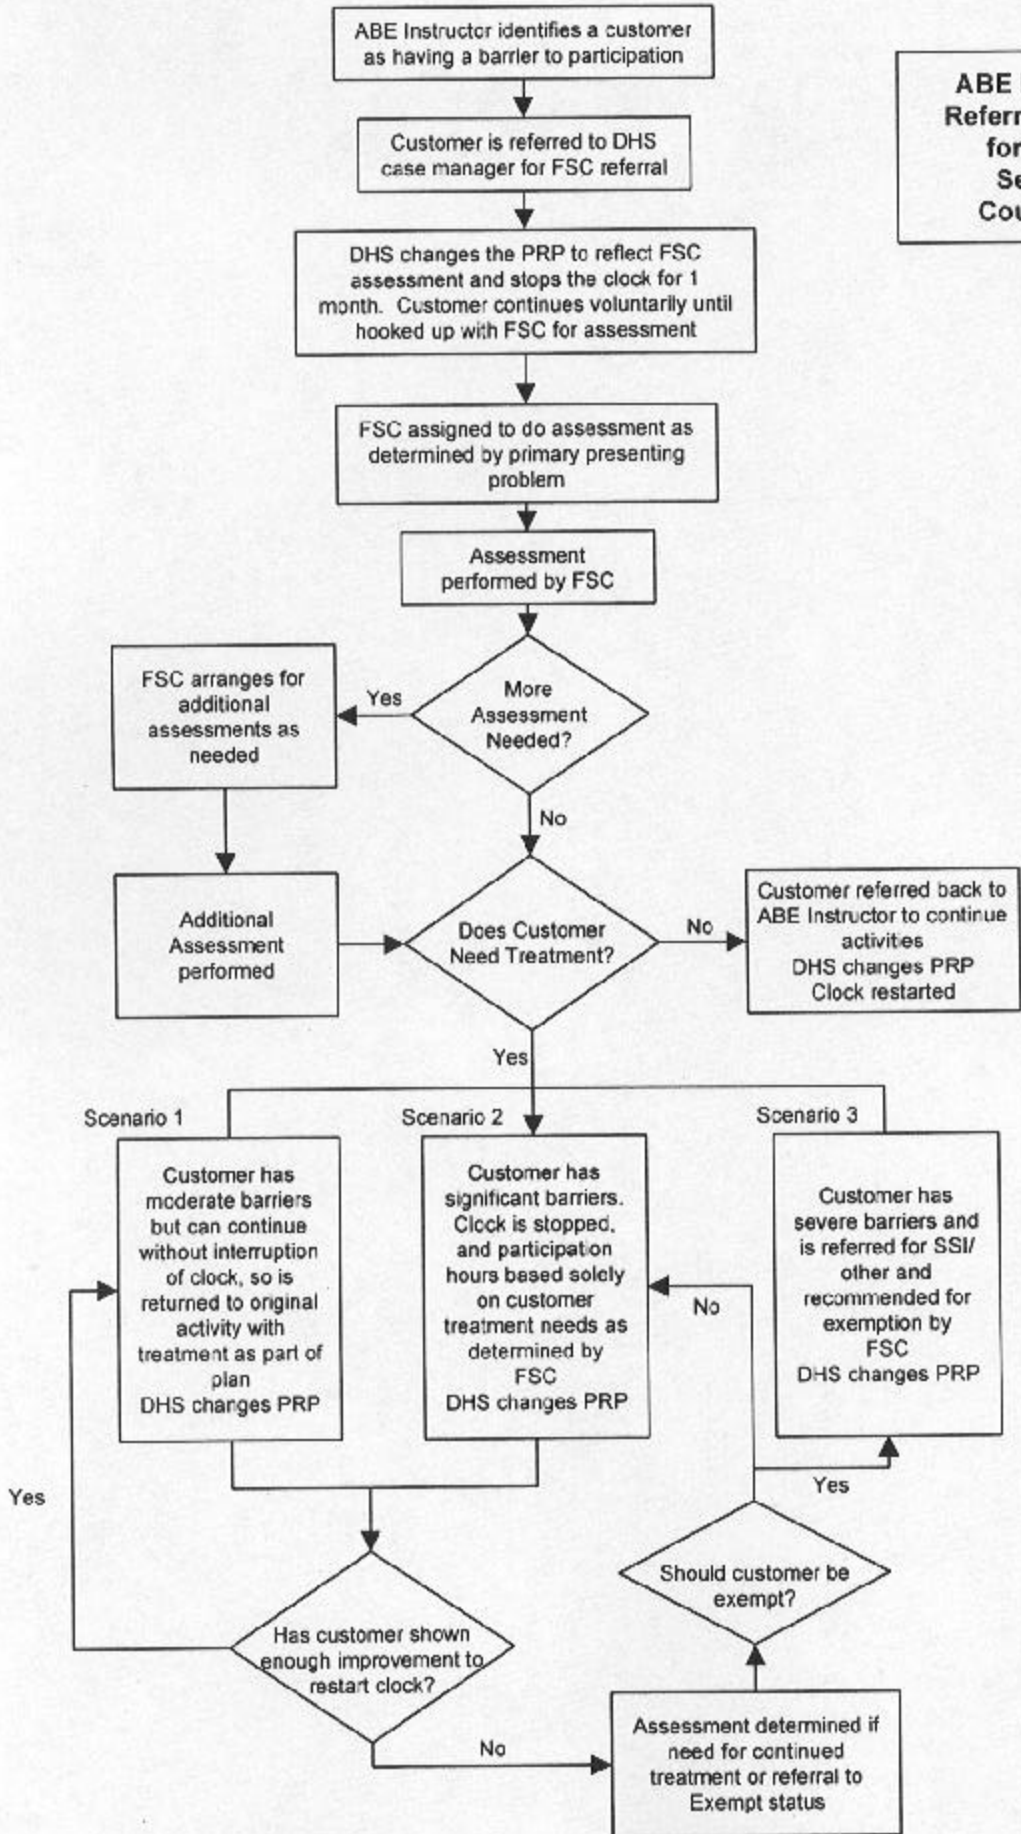 ABE Instructor identifies a customer
as having a barrier to participation
ABE
Referr
for
Se
Cou
Customer is referred to DHS
case manager for FSC referral
DHS changes the PRP to reflect FSC
assessment and stops the clock for 1
month. Customer continues voluntarily until
hooked up with FSC for assessment
FSC assigned to do assessment as
determined by primary presenting
problem
Assessment
performed by FSC
More
Assessment
Needed?
Yes
FSC arranges for
additional
assessments as
needed
No
Additional
Assessment
performed
Does Customer
Need Treatment?
No
Customer referred back to
ABE Instructor to continue
activities
DHS changes PRP
Clock restarted
Yes
Scenario 1
Customer has
moderate barriers
but can continue
without interruption
of clock, so is
returned to original
activity with
treatment as part of
plan
DHS changes PRP
Scenario 2
Customer has
significant barriers.
Clock is stopped,
and participation
hours based solely
on customer
treatment needs as
determined by
FSC
DHS changes PRP
Scenario 3
Customer has
severe barriers and
is referred for SSI/
other and
recommended for
exemption by
FSC
DHS changes PRP
No
Yes
Yes
Should customer be
exempt?
Has customer shown
enough improvement to
restart clock?
No
Assessment determined if
need for continued
treatment or referral to
Exempt status